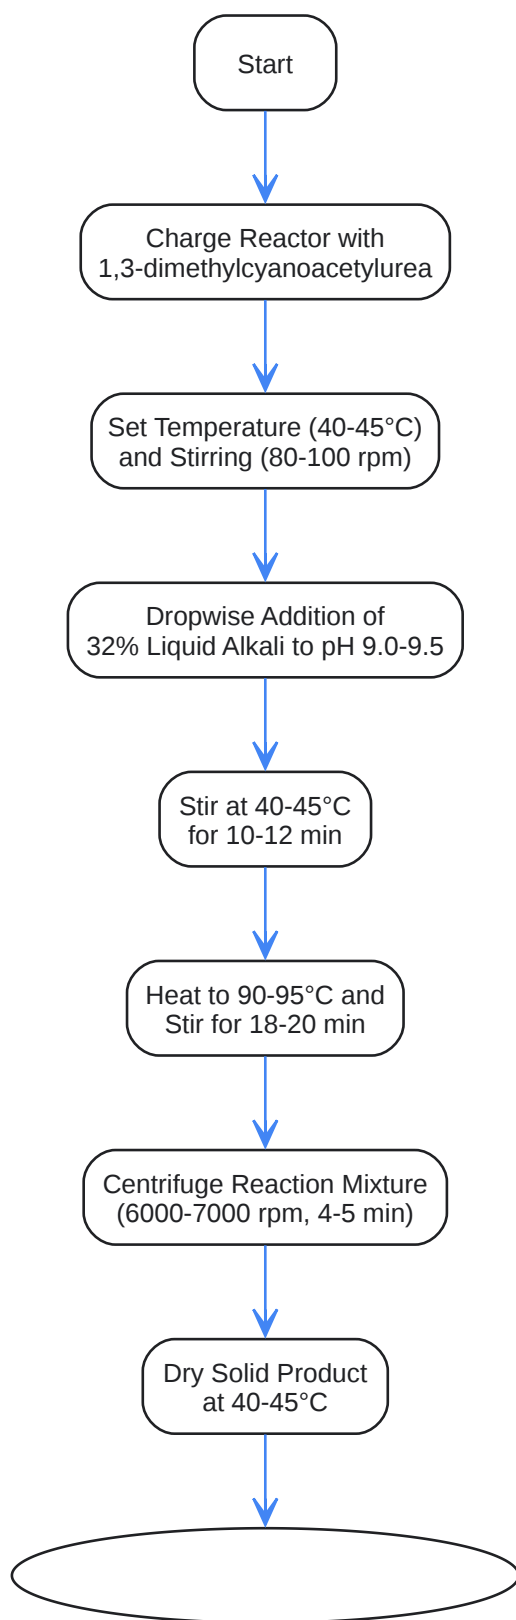 Start
Charge Reactor with
1,3-dimethylcyanoacetylurea
Set Temperature (40-45°C)
and Stirring (80-100 rpm)
Dropwise Addition of
32% Liquid Alkali to pH 9.0-9.5
Stir at 40-45°C
for 10-12 min
Heat to 90-95°C and
Stir for 18-20 min
Centrifuge Reaction Mixture
(6000-7000 rpm, 4-5 min)
Dry Solid Product
at 40-45°C